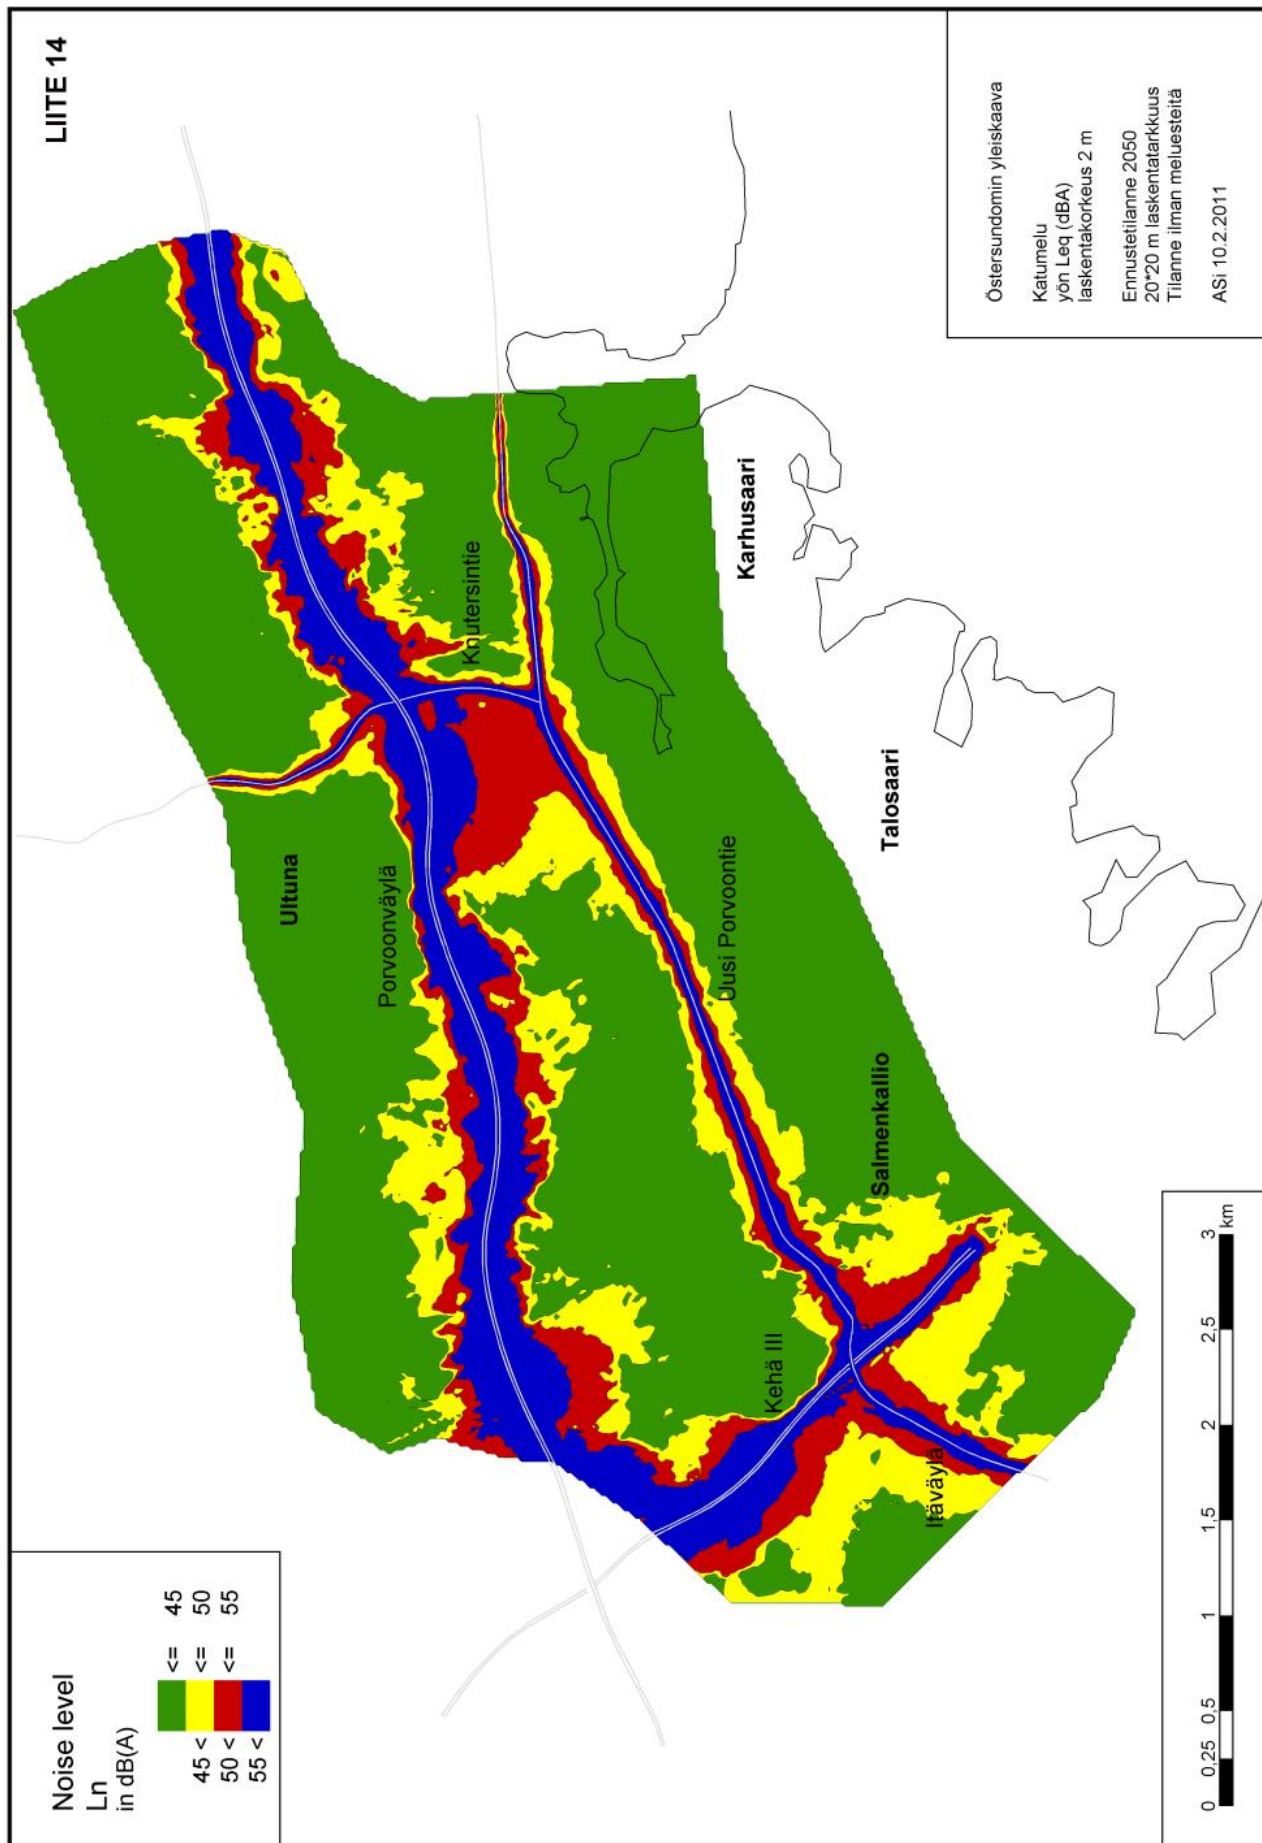 LIITE 14
Noise level
Ln
in dB(A)
<= 45
45 < <= 50
50 < <= 55
55 <
Ultuna
Porvoonväylä
Knutersintie
Karhusaari
Uusi Porvoontie
Talosaari
Salmenkallio
Kehä III
Itäväylä
0 0,25 0,5 1 1,5 2 2,5 3
km
Östersundomin yleiskaava
Katumelu
yön Leq (dBA)
laskentakorkeus 2 m
Ennustetilanne 2050
20*20 m laskentatarkkuus
Tilanne ilman meluesteitä
ASi 10.2.2011